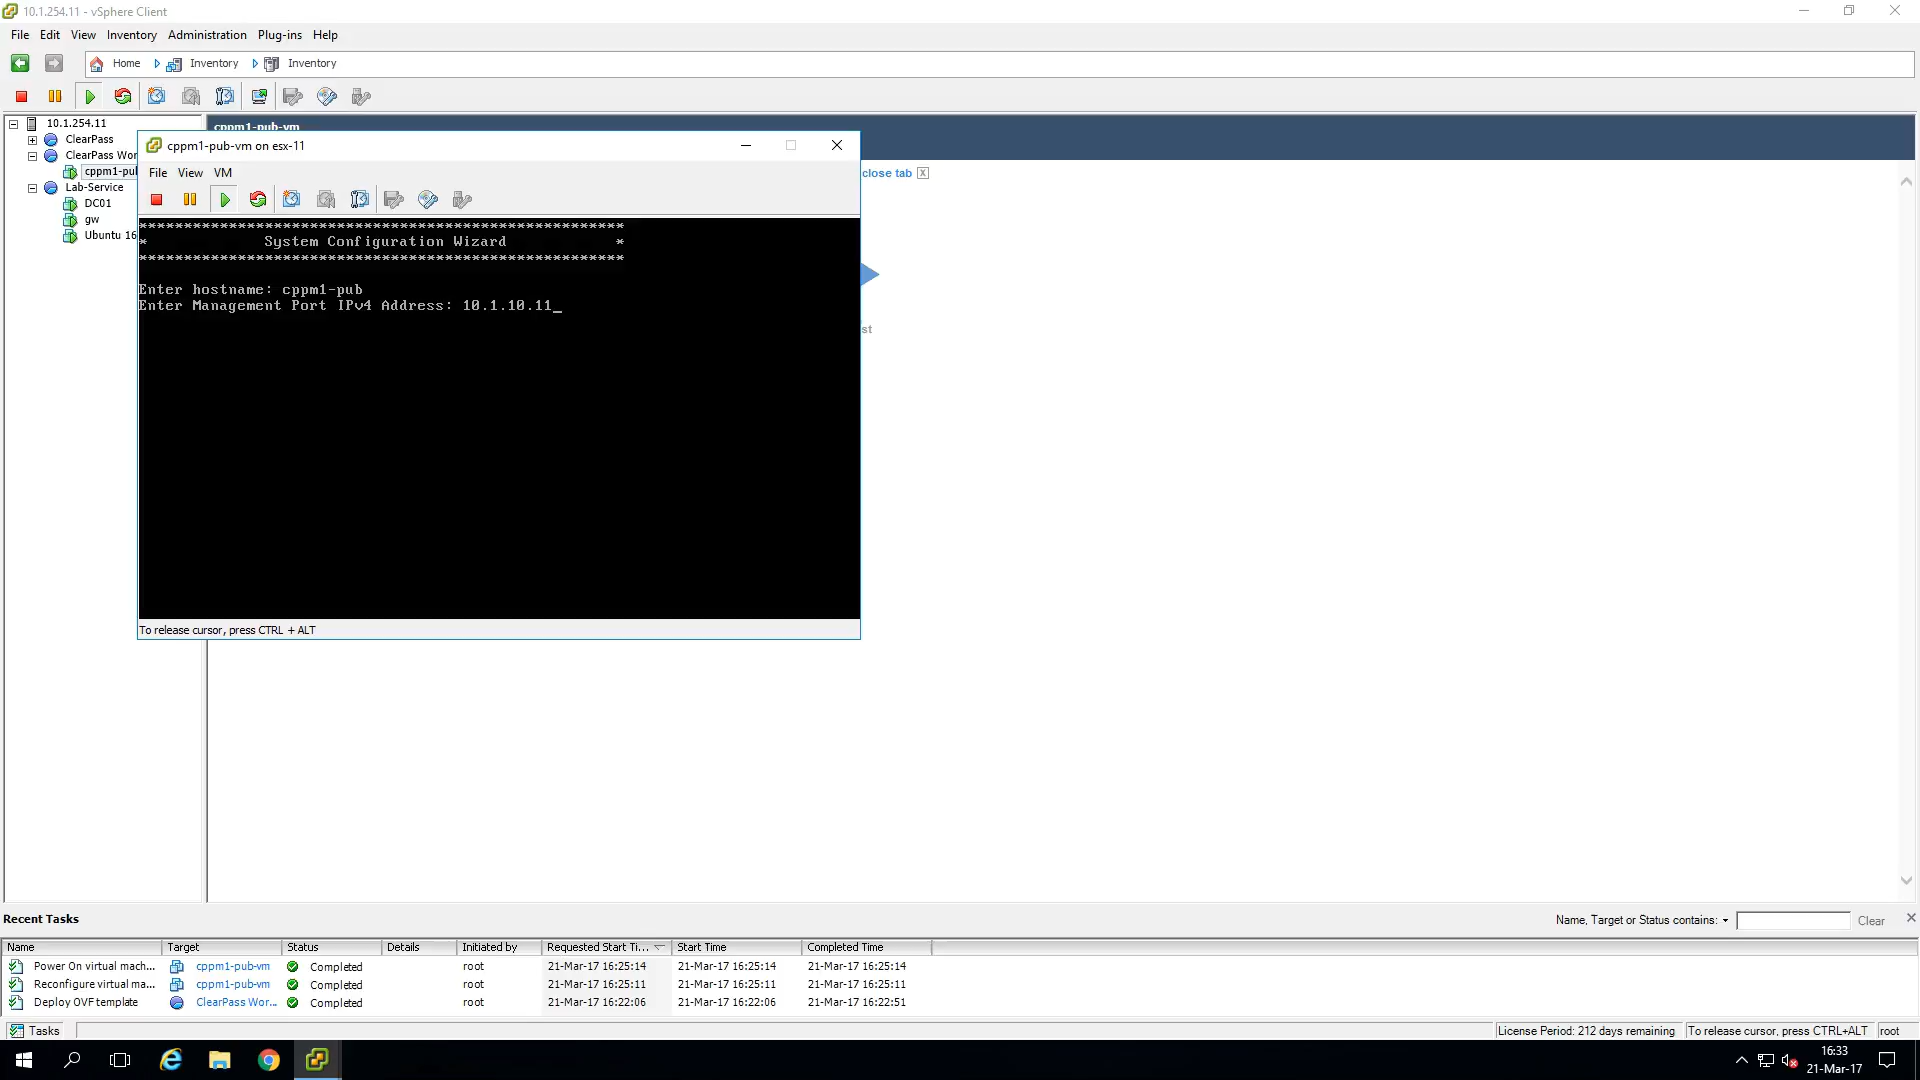 10.1.254.11 - vSphere Client
File Edit View Inventory Administration Plug-ins Help
Home Inventory Inventory
10.1.254.11
ClearPass
ClearPass Wor
cppm1-pul
Lab-Service
DC01
gw
Ubuntu 16
cppm1-pub-vm
close tab X
st
cppm1-pub-vm on esx-11
File View VM
******************************************************
* System Configuration Wizard *
******************************************************
Enter hostname: cppm1-pub
Enter Management Port IPv4 Address: 10.1.10.11_
To release cursor, press CTRL + ALT
Recent Tasks
Name, Target or Status contains: Clear
Name Target Status Details Initiated by Requested Start Ti... Start Time Completed Time
Power On virtual mach... cppm1-pub-vm Completed root 21-Mar-17 16:25:14 21-Mar-17 16:25:14 21-Mar-17 16:25:14
Reconfigure virtual ma... cppm1-pub-vm Completed root 21-Mar-17 16:25:11 21-Mar-17 16:25:11 21-Mar-17 16:25:11
Deploy OVF template ClearPass Wor... Completed root 21-Mar-17 16:22:06 21-Mar-17 16:22:06 21-Mar-17 16:22:51
Tasks License Period: 212 days remaining To release cursor, press CTRL+ALT root
16:33
21-Mar-17